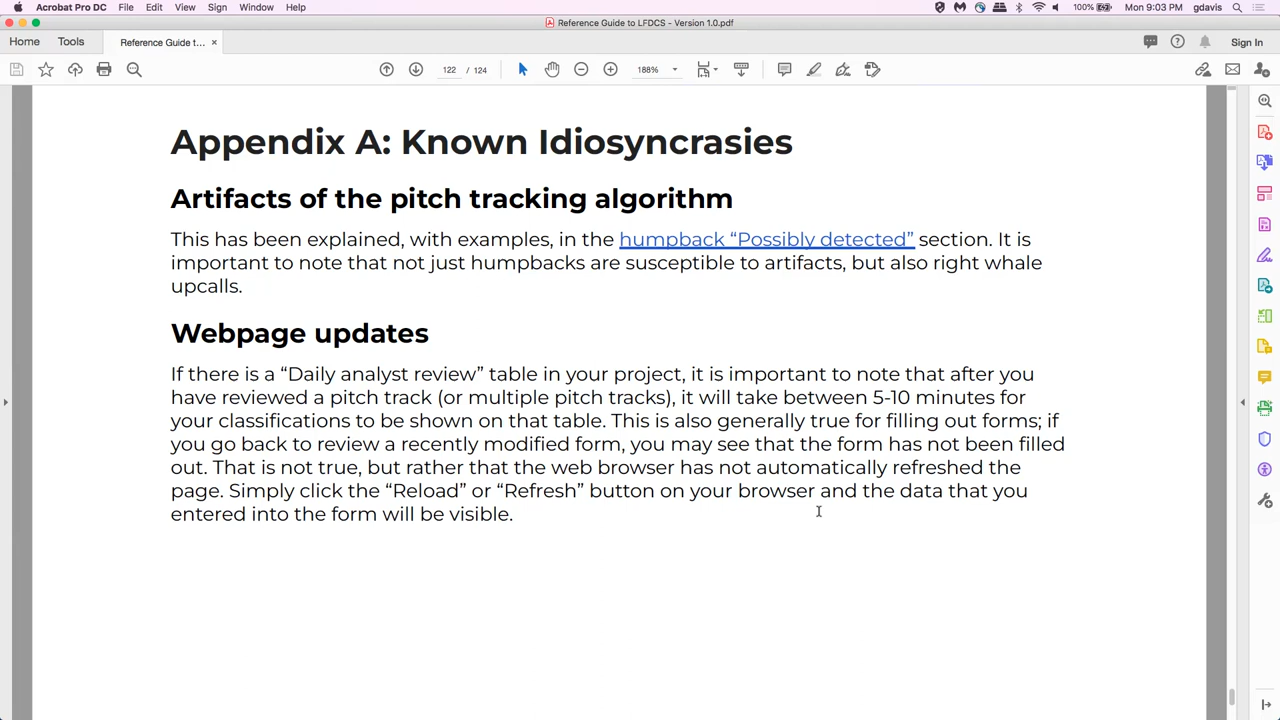 Acrobat Pro DC File Edit View Sign Window Help 100% Mon 9:03 PM gdavis
Reference Guide to LFDCS - Version 1.0.pdf
Home Tools Reference Guide t... × Sign In
122 / 124 188%
Appendix A: Known Idiosyncrasies
Artifacts of the pitch tracking algorithm
This has been explained, with examples, in the humpback “Possibly detected” section. It is
important to note that not just humpbacks are susceptible to artifacts, but also right whale
upcalls.
Webpage updates
If there is a “Daily analyst review” table in your project, it is important to note that after you
have reviewed a pitch track (or multiple pitch tracks), it will take between 5-10 minutes for
your classifications to be shown on that table. This is also generally true for filling out forms; if
you go back to review a recently modified form, you may see that the form has not been filled
out. That is not true, but rather that the web browser has not automatically refreshed the
page. Simply click the “Reload” or “Refresh” button on your browser and the data that you
entered into the form will be visible.